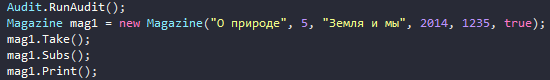 Audit.RunAudit();
Magazine mag1 = new Magazine("О природе", 5, "Земля и мы", 2014, 1235, true);
mag1.Take();
mag1.Subs();
mag1.Print();